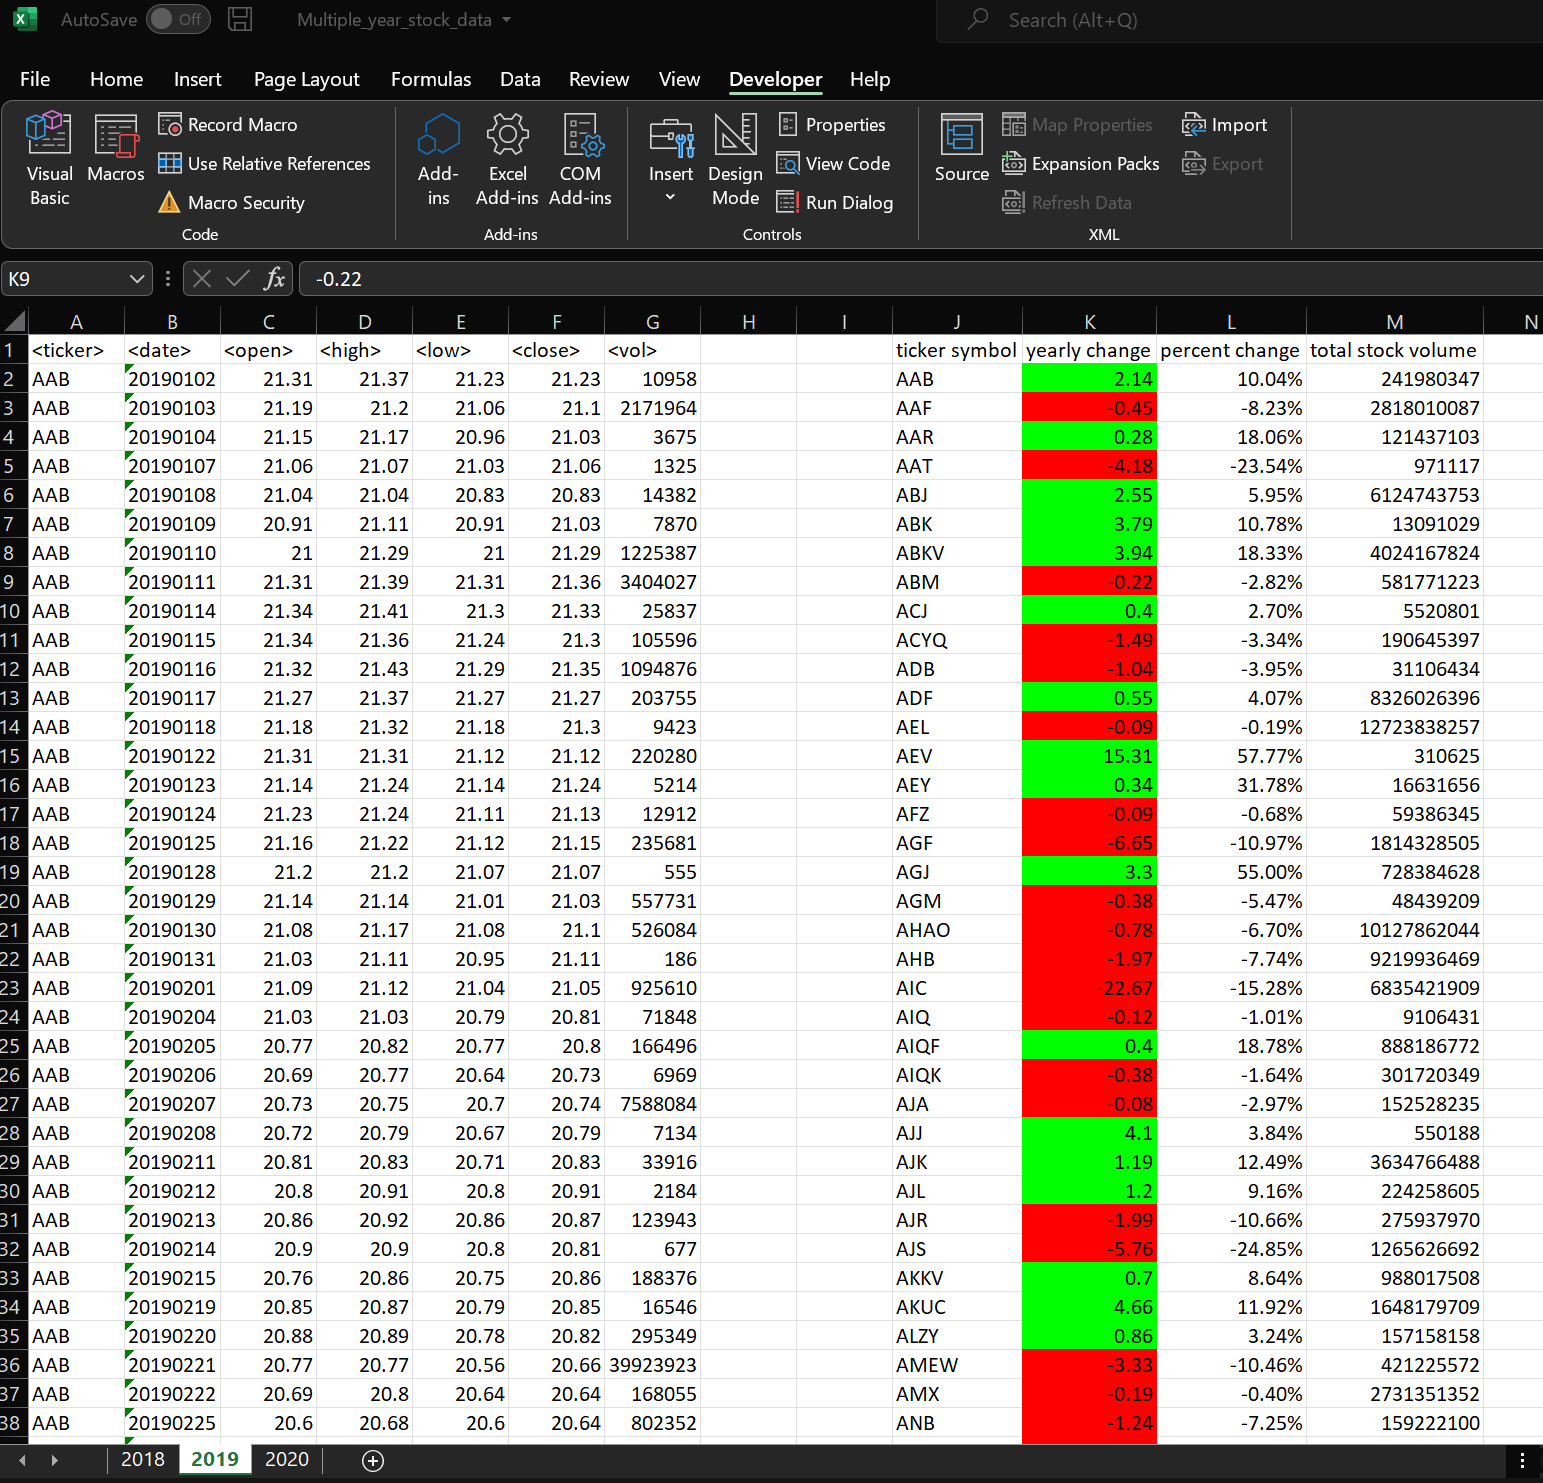 AutoSave Off Multiple_year_stock_data Search (Alt+Q)
File Home Insert Page Layout Formulas Data Review View Developer Help
Visual Basic Macros Record Macro Use Relative References Macro Security Code
Add-ins Excel Add-ins COM Add-ins Add-ins
Insert Design Mode Properties View Code Run Dialog Controls
Source Map Properties Expansion Packs Refresh Data Import Export XML
K9 fx -0.22
A B C D E F G H I J K L M N
1 <ticker> <date> <open> <high> <low> <close> <vol> ticker symbol yearly change percent change total stock volume
2 AAB 20190102 21.31 21.37 21.23 21.23 10958 AAB 2.14 10.04% 241980347
3 AAB 20190103 21.19 21.2 21.06 21.1 2171964 AAF -0.45 -8.23% 2818010087
4 AAB 20190104 21.15 21.17 20.96 21.03 3675 AAR 0.28 18.06% 121437103
5 AAB 20190107 21.06 21.07 21.03 21.06 1325 AAT -4.18 -23.54% 971117
6 AAB 20190108 21.04 21.04 20.83 20.83 14382 ABJ 2.55 5.95% 6124743753
7 AAB 20190109 20.91 21.11 20.91 21.03 7870 ABK 3.79 10.78% 13091029
8 AAB 20190110 21 21.29 21 21.29 1225387 ABKV 3.94 18.33% 4024167824
9 AAB 20190111 21.31 21.39 21.31 21.36 3404027 ABM -0.22 -2.82% 581771223
10 AAB 20190114 21.34 21.41 21.3 21.33 25837 ACJ 0.4 2.70% 5520801
11 AAB 20190115 21.34 21.36 21.24 21.3 105596 ACYQ -1.49 -3.34% 190645397
12 AAB 20190116 21.32 21.43 21.29 21.35 1094876 ADB -1.04 -3.95% 31106434
13 AAB 20190117 21.27 21.37 21.27 21.27 203755 ADF 0.55 4.07% 8326026396
14 AAB 20190118 21.18 21.32 21.18 21.3 9423 AEL -0.09 -0.19% 12723838257
15 AAB 20190122 21.31 21.31 21.12 21.12 220280 AEV 15.31 57.77% 310625
16 AAB 20190123 21.14 21.24 21.14 21.24 5214 AEY 0.34 31.78% 16631656
17 AAB 20190124 21.23 21.24 21.11 21.13 12912 AFZ -0.09 -0.68% 59386345
18 AAB 20190125 21.16 21.22 21.12 21.15 235681 AGF -6.65 -10.97% 1814328505
19 AAB 20190128 21.2 21.2 21.07 21.07 555 AGJ 3.3 55.00% 728384628
20 AAB 20190129 21.14 21.14 21.01 21.03 557731 AGM -0.38 -5.47% 48439209
21 AAB 20190130 21.08 21.17 21.08 21.1 526084 AHAO -0.78 -6.70% 10127862044
22 AAB 20190131 21.03 21.11 20.95 21.11 186 AHB -1.97 -7.74% 9219936469
23 AAB 20190201 21.09 21.12 21.04 21.05 925610 AIC -22.67 -15.28% 6835421909
24 AAB 20190204 21.03 21.03 20.79 20.81 71848 AIQ -0.12 -1.01% 9106431
25 AAB 20190205 20.77 20.82 20.77 20.8 166496 AIQF 0.4 18.78% 888186772
26 AAB 20190206 20.69 20.77 20.64 20.73 6969 AIQK -0.38 -1.64% 301720349
27 AAB 20190207 20.73 20.75 20.7 20.74 7588084 AJA -0.08 -2.97% 152528235
28 AAB 20190208 20.72 20.79 20.67 20.79 7134 AJJ 4.1 3.84% 550188
29 AAB 20190211 20.81 20.83 20.71 20.83 33916 AJK 1.19 12.49% 3634766488
30 AAB 20190212 20.8 20.91 20.8 20.91 2184 AJL 1.2 9.16% 224258605
31 AAB 20190213 20.86 20.92 20.86 20.87 123943 AJR -1.99 -10.66% 275937970
32 AAB 20190214 20.9 20.9 20.8 20.81 677 AJS -5.76 -24.85% 1265626692
33 AAB 20190215 20.76 20.86 20.75 20.86 188376 AKKV 0.7 8.64% 988017508
34 AAB 20190219 20.85 20.87 20.79 20.85 16546 AKUC 4.66 11.92% 1648179709
35 AAB 20190220 20.88 20.89 20.78 20.82 295349 ALZY 0.86 3.24% 157158158
36 AAB 20190221 20.77 20.77 20.56 20.66 39923923 AMEW -3.33 -10.46% 421225572
37 AAB 20190222 20.69 20.8 20.64 20.64 168055 AMX -0.19 -0.40% 2731351352
38 AAB 20190225 20.6 20.68 20.6 20.64 802352 ANB -1.24 -7.25% 159222100
2018 2019 2020